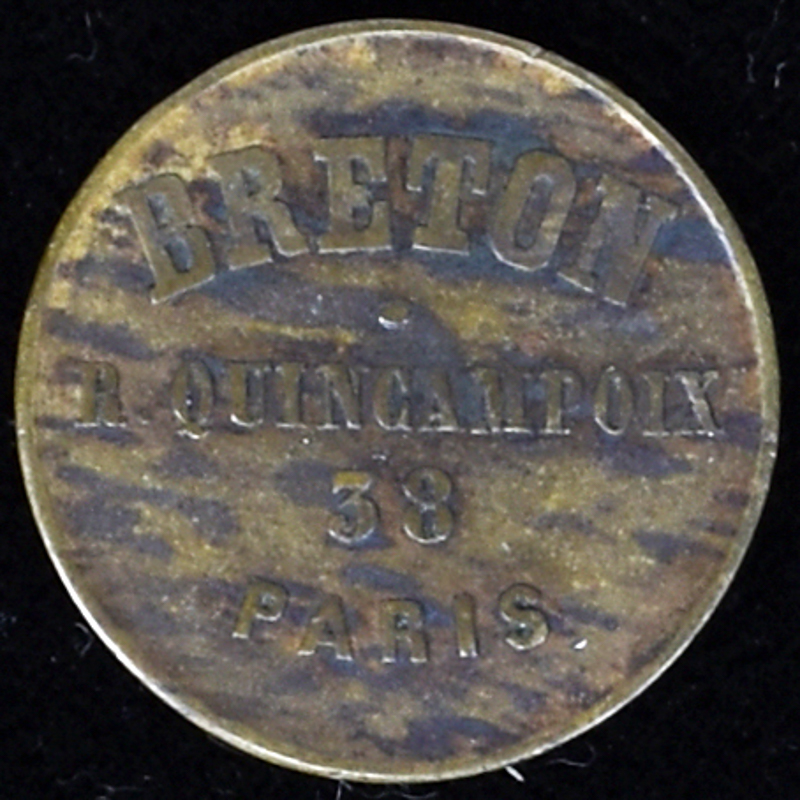 BRETON
R. QUINCAMPOIX
38
PARIS.